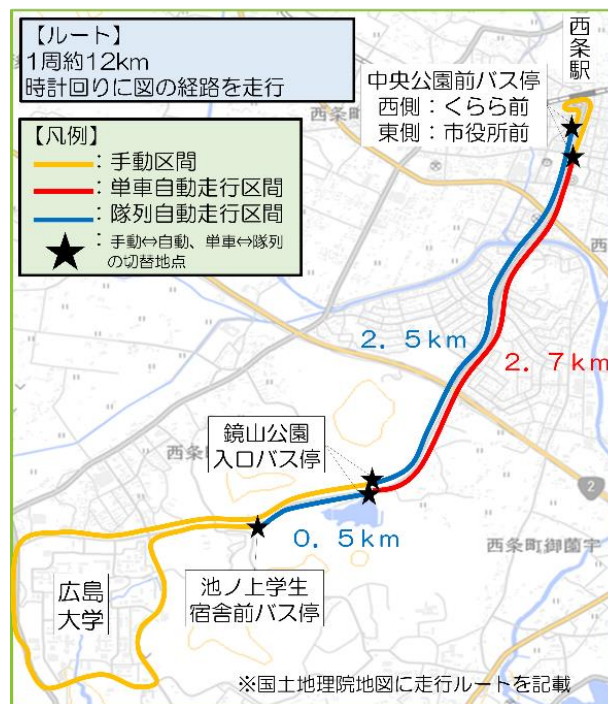 【ルート】
1周約12km
時計回りに図の経路を走行
【凡例】
:手動区間
:単車自動走行区間
:隊列自動走行区間
:手動⇔自動、単車⇔隊列
の切替地点
西条駅
中央公園前バス停
西側:くらら前
東側:市役所前
西条町
西
2.5km
2.7km
鏡山公園
入口バス停
西条町
2
0.5km
西条町御薗宇
池ノ上学生
宿舎前バス停
広島
大学
※国土地理院地図に走行ルートを記載